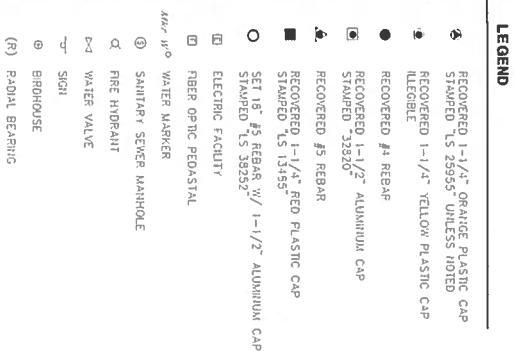 LEGEND
RECOVERED 1-1/4" ORANGE PLASTIC CAP
STAMPED "LS 25955" UNLESS NOTED
RECOVERED 1-1/4" YELLOW PLASTIC CAP
ILLEGIBLE
RECOVERED #4 REBAR
RECOVERED 1-1/2" ALUMINUM CAP
STAMPED "32820"
RECOVERED #5 REBAR
RECOVERED 1-1/4" RED PLASTIC CAP
STAMPED "LS 13455"
SET 18" #5 REBAR W/ 1-1/2" ALUMINUM CAP
STAMPED "LS 38252"
E ELECTRIC FACILITY
F FIBER OPTIC PEDASTAL
WATER MARKER
S SANITARY SEWER MANHOLE
FIRE HYDRANT
WATER VALVE
SIGN
BIRDHOUSE
(R) RADIAL BEARING